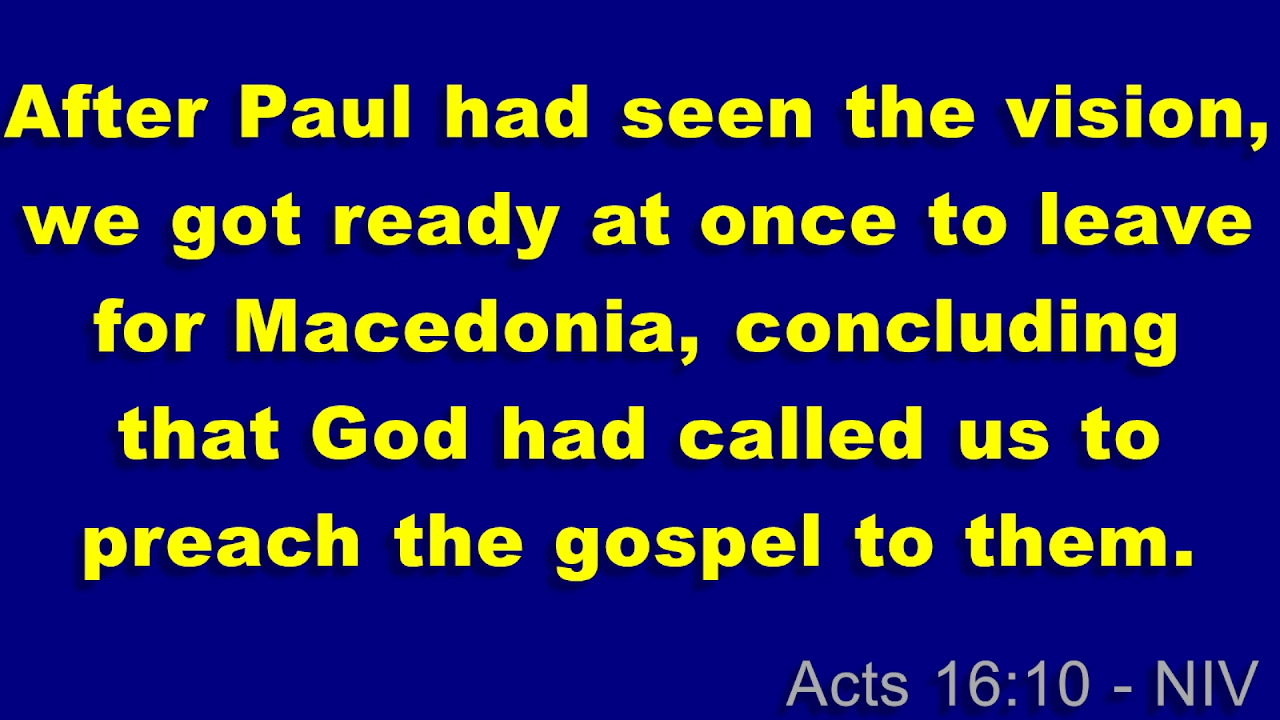 After Paul had seen the vision,
we got ready at once to leave
for Macedonia, concluding
that God had called us to
preach the gospel to them.
Acts 16:10 - NIV